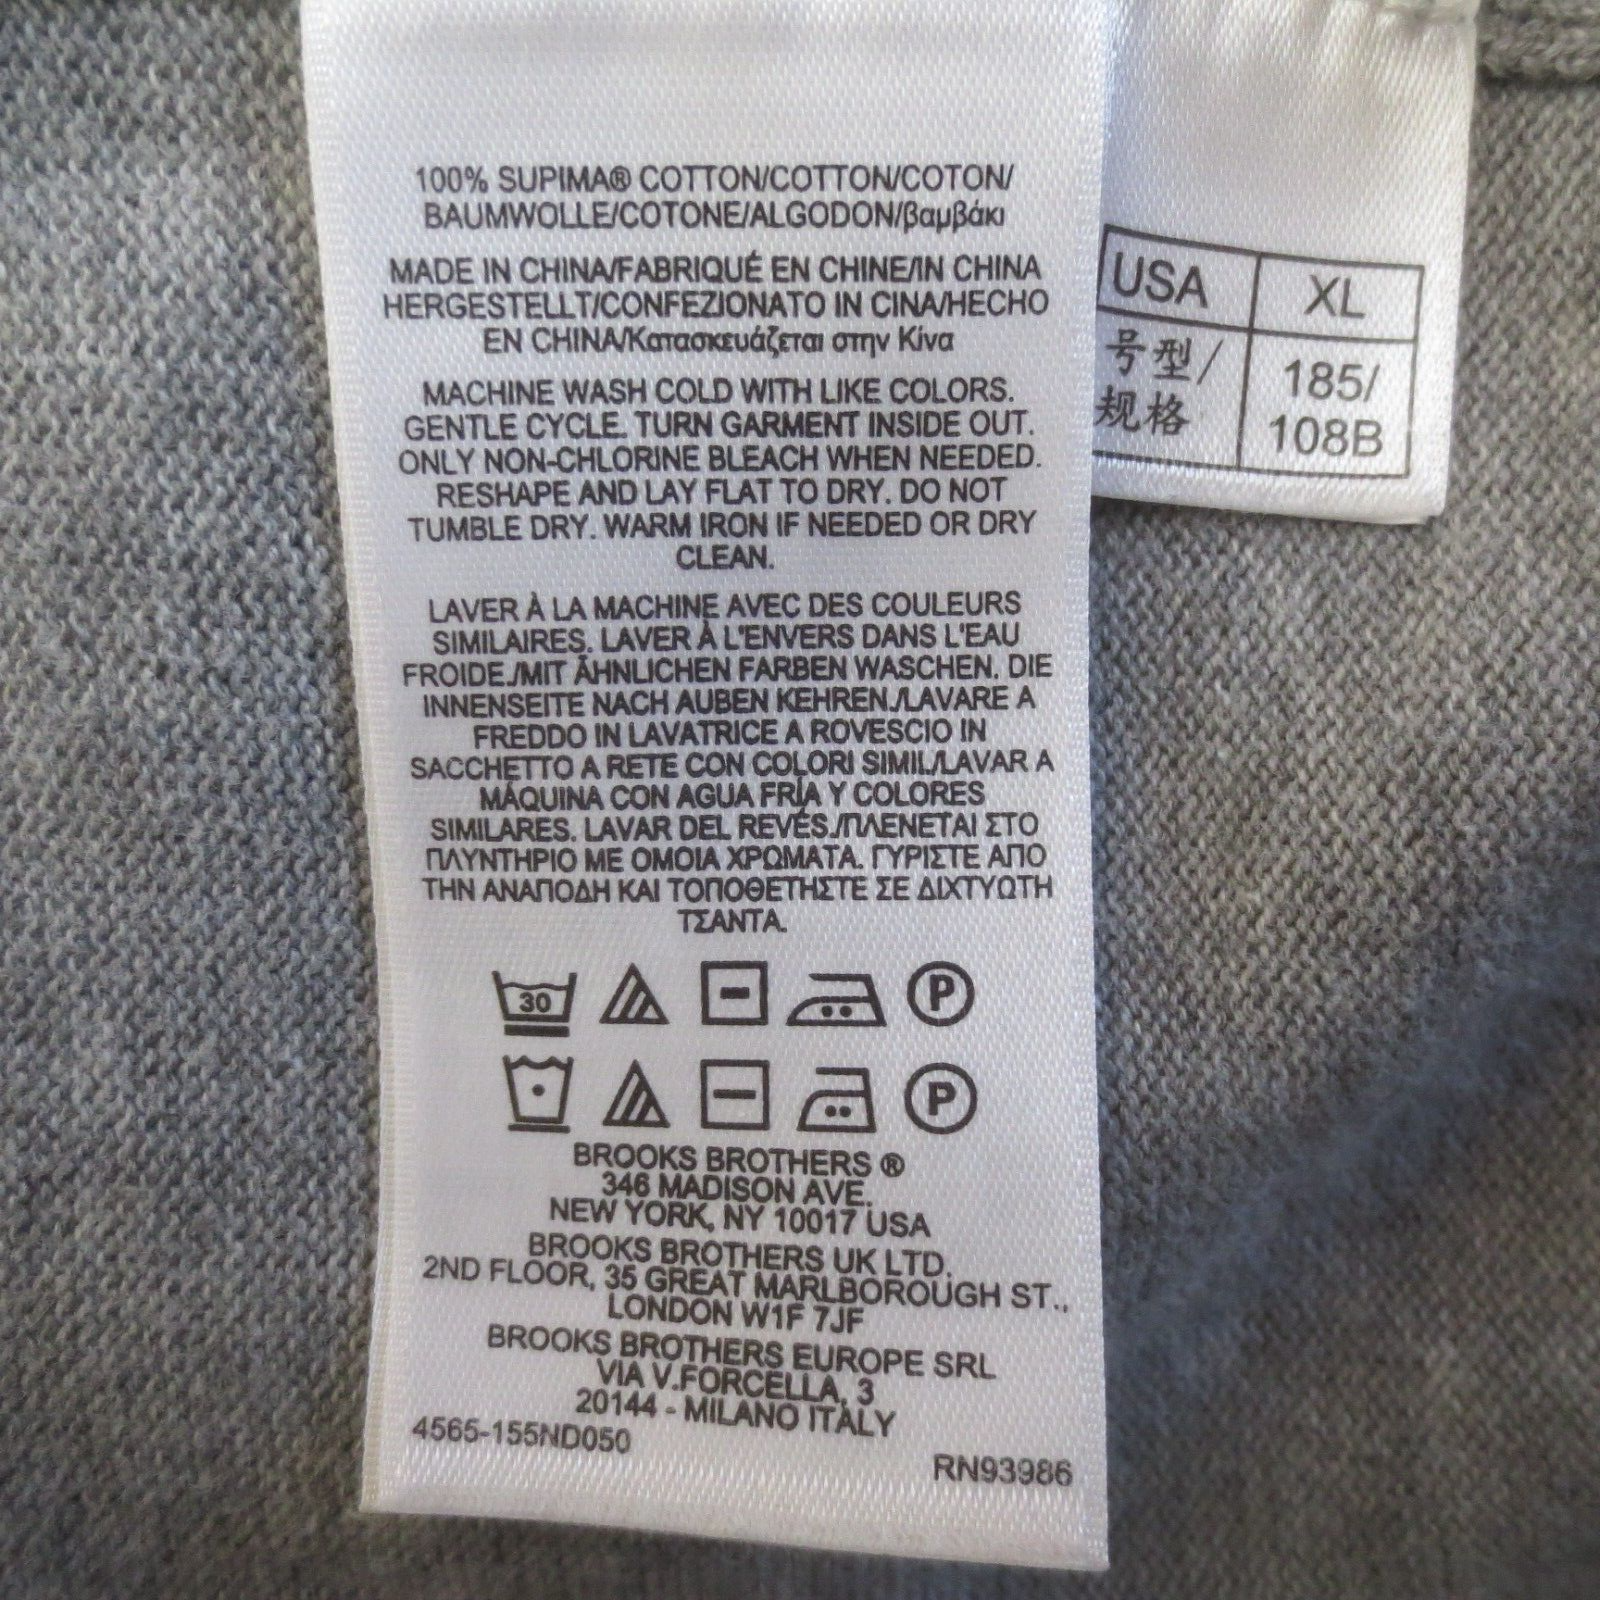 100% SUPIMA® COTTON/COTTON/COTON/
BAUMWOLLE/COTONE/ALGODON/βαμβάκι
MADE IN CHINA/FABRIQUÉ EN CHINE/IN CHINA
HERGESTELLT/CONFEZIONATO IN CINA/HECHO
EN CHINA/Κατασκευάζεται στην Κίνα
MACHINE WASH COLD WITH LIKE COLORS.
GENTLE CYCLE. TURN GARMENT INSIDE OUT.
ONLY NON-CHLORINE BLEACH WHEN NEEDED.
RESHAPE AND LAY FLAT TO DRY. DO NOT
TUMBLE DRY. WARM IRON IF NEEDED OR DRY
CLEAN.
LAVER À LA MACHINE AVEC DES COULEURS
SIMILAIRES. LAVER À L'ENVERS DANS L'EAU
FROIDE./MIT ÄHNLICHEN FARBEN WASCHEN. DIE
INNENSEITE NACH AUBEN KEHREN./LAVARE A
FREDDO IN LAVATRICE A ROVESCIO IN
SACCHETTO A RETE CON COLORI SIMIL/LAVAR A
MÁQUINA CON AGUA FRÍA Y COLORES
SIMILARES. LAVAR DEL REVÉS./ΠΛΕΝΕΤΑΙ ΣΤΟ
ΠΛΥΝΤΗΡΙΟ ΜΕ ΟΜΟΙΑ ΧΡΩΜΑΤΑ. ΓΥΡΙΣΤΕ ΑΠΟ
ΤΗΝ ΑΝΑΠΟΔΗ ΚΑΙ ΤΟΠΟΘΕΤΗΣΤΕ ΣΕ ΔΙΧΤΥΩΤΗ
ΤΣΑΝΤΑ.
30 P
P
BROOKS BROTHERS ®
346 MADISON AVE.
NEW YORK, NY 10017 USA
BROOKS BROTHERS UK LTD.
2ND FLOOR, 35 GREAT MARLBOROUGH ST.,
LONDON W1F 7JF
BROOKS BROTHERS EUROPE SRL
VIA V.FORCELLA, 3
20144 - MILANO ITALY
4565-155ND050
RN93986
USA XL
号型/ 185/
规格 108B